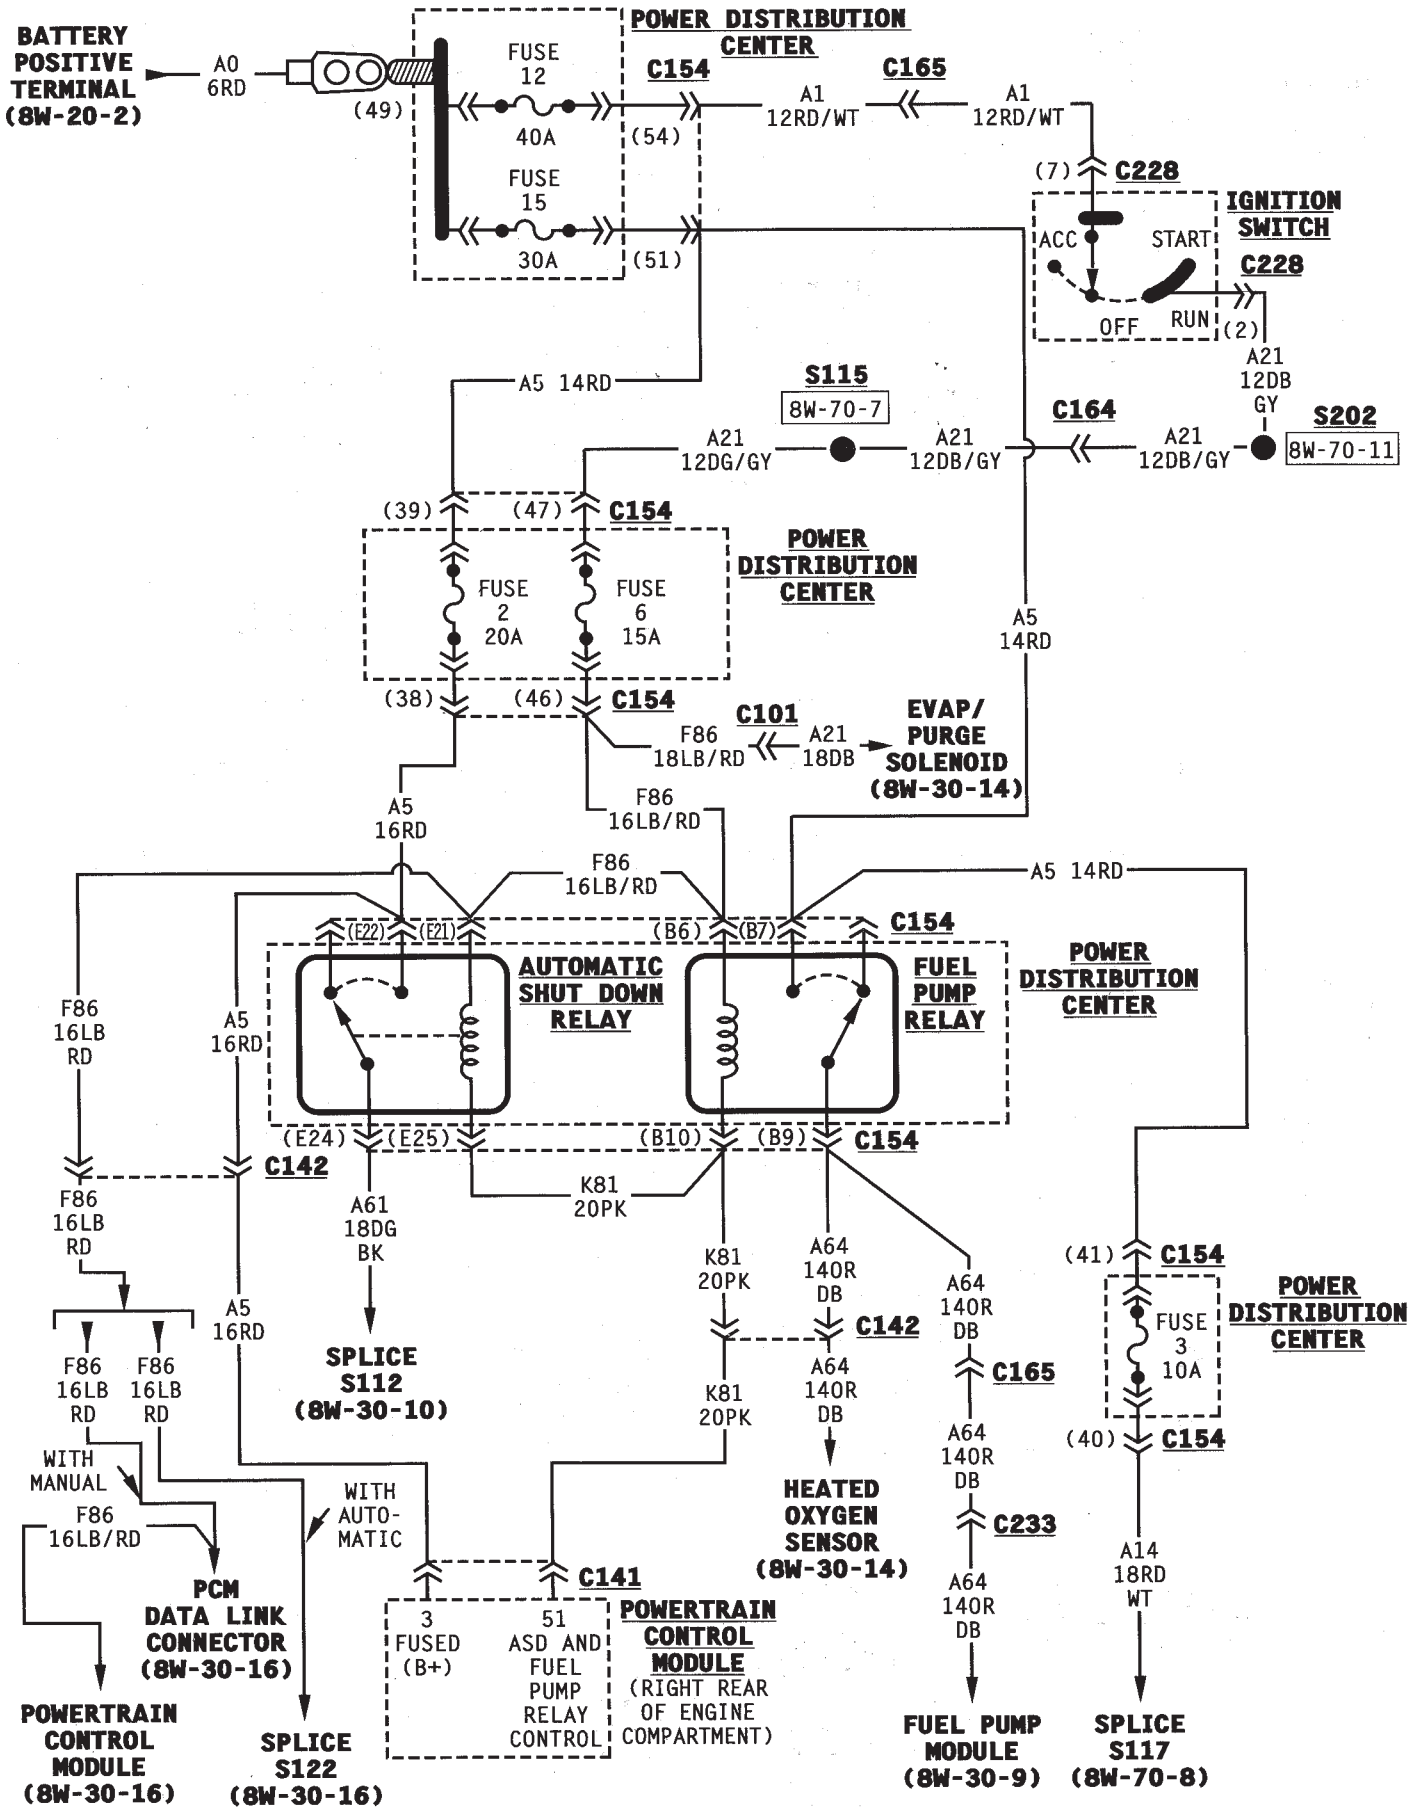 BATTERY
POSITIVE
TERMINAL
(8W-20-2)
A0
6RD
(49)
FUSE
12
40A
FUSE
15
30A
POWER DISTRIBUTION
CENTER
C154
(54)
(51)
A1
12RD/WT
C165
A1
12RD/WT
(7)
C228
IGNITION
SWITCH
ACC
START
OFF
RUN
C228
(2)
A21
12DB
GY
S202
8W-70-11
A5 14RD
S115
8W-70-7
C164
A21
12DG/GY
A21
12DB/GY
A21
12DB/GY
(39)
(47)
C154
POWER
DISTRIBUTION
CENTER
FUSE
2
20A
FUSE
6
15A
A5
14RD
(38)
(46)
C154
F86
18LB/RD
C101
A21
18DB
EVAP/
PURGE
SOLENOID
(8W-30-14)
A5
16RD
F86
16LB/RD
F86
16LB/RD
A5 14RD
(E22)
(E21)
(B6)
(B7)
C154
AUTOMATIC
SHUT DOWN
RELAY
FUEL
PUMP
RELAY
POWER
DISTRIBUTION
CENTER
F86
16LB
RD
A5
16RD
(E24)
(E25)
(B10)
(B9)
C154
C142
F86
16LB
RD
A61
18DG
BK
K81
20PK
K81
20PK
A64
14OR
DB
A64
14OR
DB
(41)
C154
POWER
DISTRIBUTION
CENTER
FUSE
3
10A
A5
16RD
SPLICE
S112
(8W-30-10)
C142
K81
20PK
A64
14OR
DB
C165
F86
16LB
RD
F86
16LB
RD
WITH
MANUAL
WITH
AUTO-
MATIC
F86
16LB/RD
A64
14OR
DB
(40)
C154
HEATED
OXYGEN
SENSOR
(8W-30-14)
C233
A64
14OR
DB
A14
18RD
WT
PCM
DATA LINK
CONNECTOR
(8W-30-16)
C141
3
FUSED
(B+)
51
ASD AND
FUEL
PUMP
RELAY
CONTROL
POWERTRAIN
CONTROL
MODULE
(RIGHT REAR
OF ENGINE
COMPARTMENT)
POWERTRAIN
CONTROL
MODULE
(8W-30-16)
SPLICE
S122
(8W-30-16)
FUEL PUMP
MODULE
(8W-30-9)
SPLICE
S117
(8W-70-8)